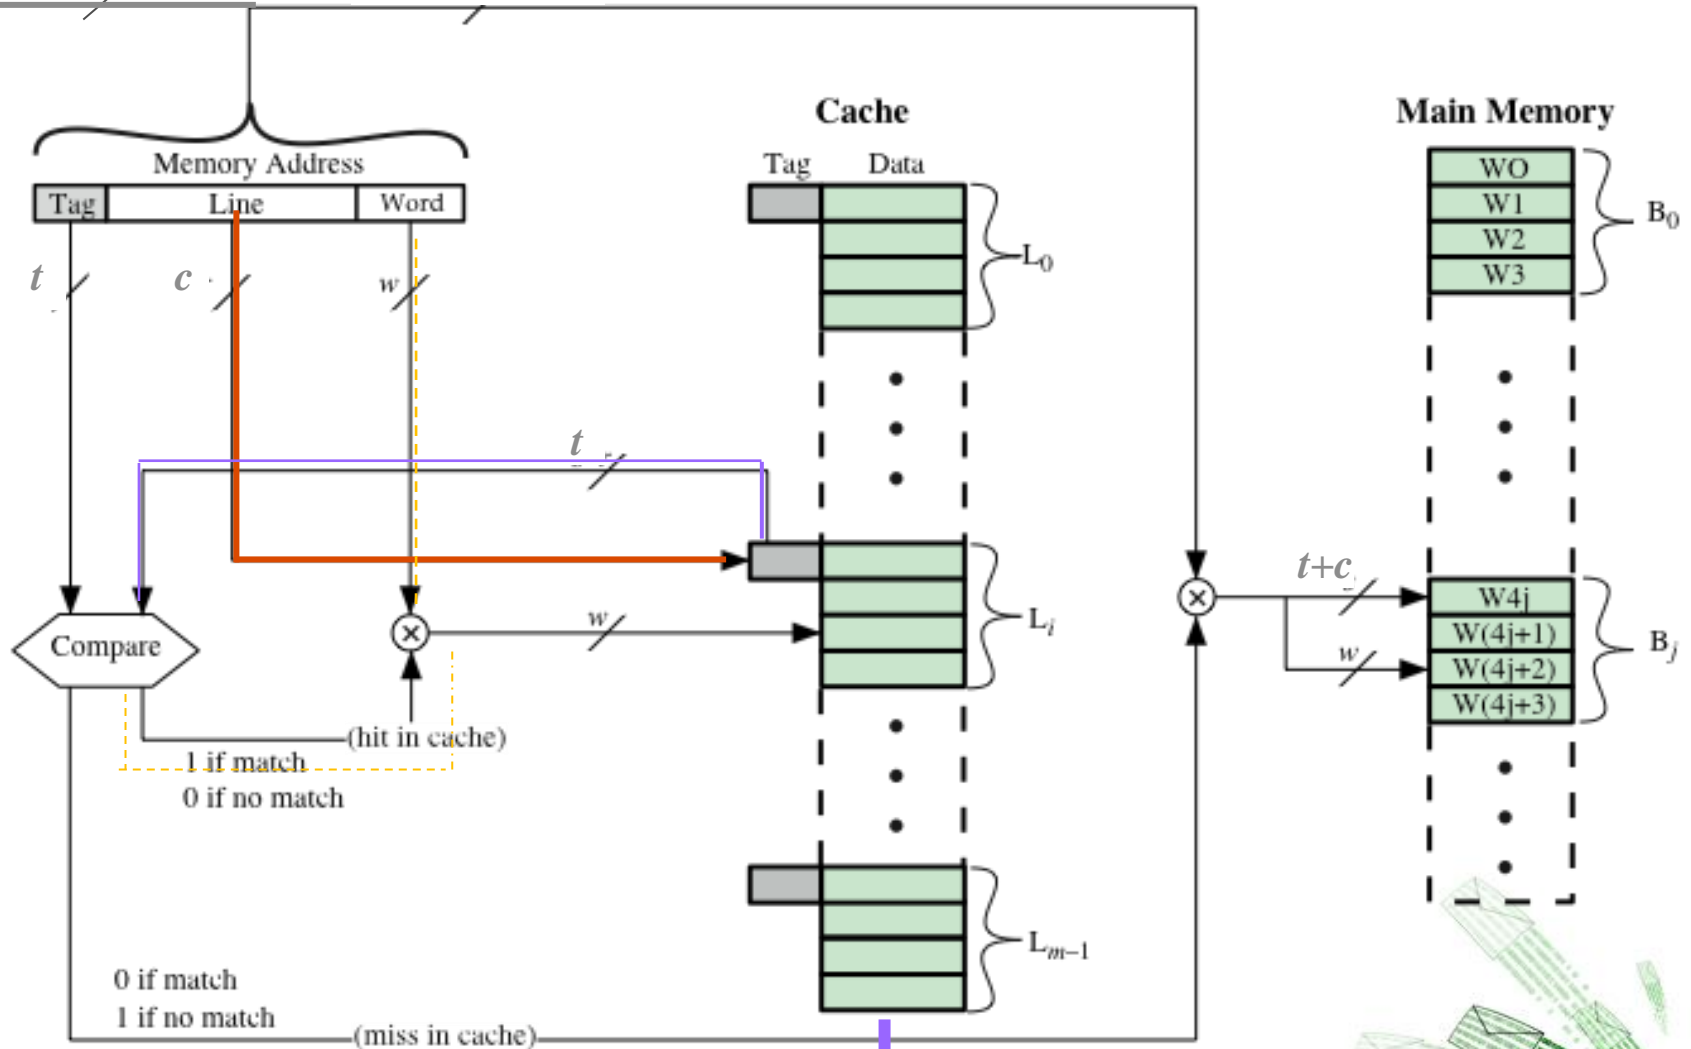 Cache
Main Memory
Memory Address
Tag Data
Tag Line Word
WO
W1
W2
W3
B0
L0
t
c
w
t
t+c
W4j
W(4j+1)
W(4j+2)
W(4j+3)
Bj
w
w
Li
Compare
(hit in cache)
1 if match
0 if no match
Lm–1
0 if match
1 if no match
(miss in cache)